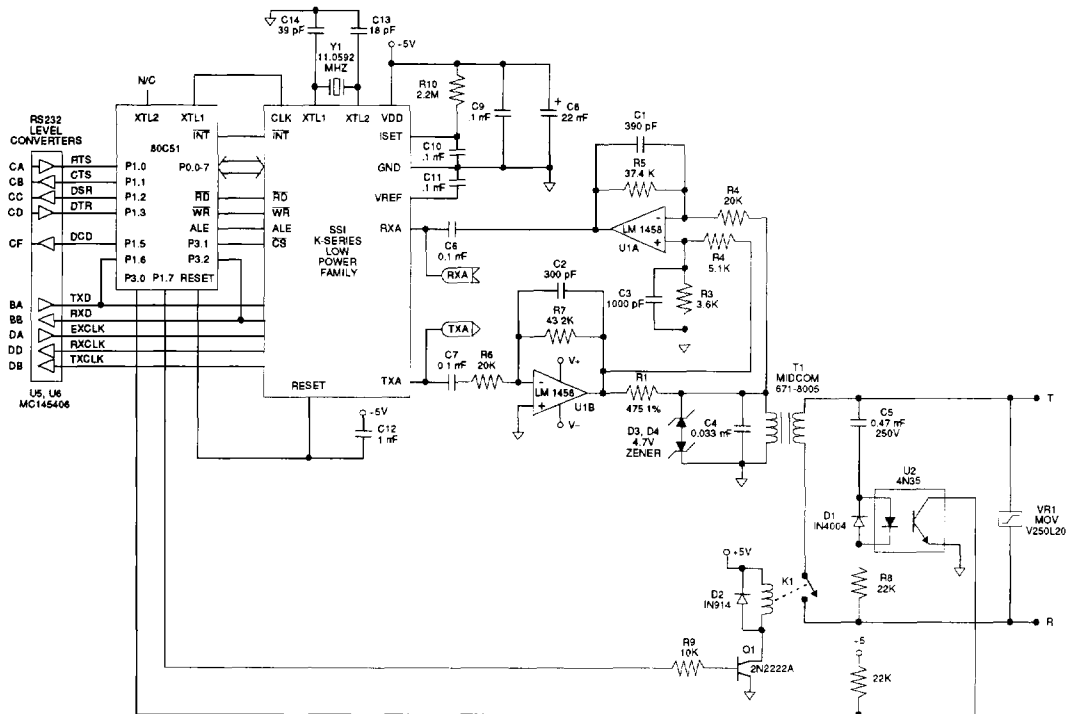 C14
39 pF
C13
18 pF
Y1
11.0592
MHZ
-5V
R10
2.2M
C9
.1 mF
C8
22 mF
+
N/C
XTL2
XTL1
INT
80C51
P1.0
P0.0-7
P1.1
P1.2
RD
P1.3
WR
ALE
P1.5
P3.1
P1.6
P3.2
P3.0
P1.7
RESET
RS232
LEVEL
CONVERTERS
CA
RTS
CB
CTS
CC
DSR
CD
DTR
CF
DCD
BA
TXD
BB
RXD
DA
EXCLK
DD
RXCLK
DB
TXCLK
U5, U6
MC145406
CLK
XTL1
XTL2
VDD
INT
ISET
GND
VREF
RD
WR
ALE
CS
RXA
SSI
K-SERIES
LOW
POWER
FAMILY
TXA
RESET
C10
.1 mF
C11
.1 mF
C6
0.1 mF
RXA
TXA
C7
0.1 mF
R6
20K
C12
1 mF
-5V
C1
390 pF
R5
37.4 K
-
+
LM 1458
U1A
R4
20K
R4
5.1K
C3
1000 pF
R3
3.6K
C2
300 pF
R7
43 2K
V+
-
+
LM 1458
U1B
V-
R1
475 1%
D3, D4
4.7V
ZENER
C4
0.033 mF
T1
MIDCOM
671-8005
C5
0.47 mF
250V
T
U2
4N35
D1
IN4004
VR1
MOV
V250L20
R8
22K
R
+5V
D2
IN914
K1
R9
10K
Q1
2N2222A
-5
22K